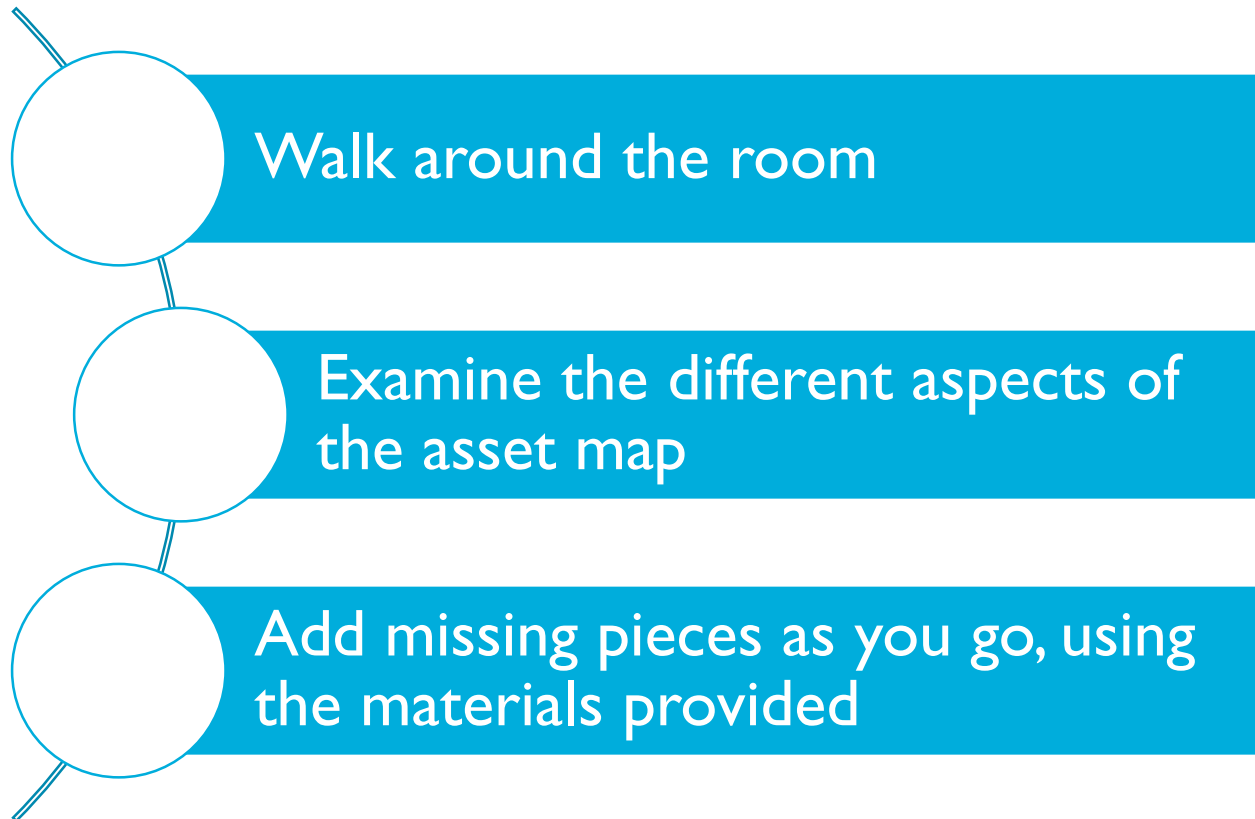 Walk around the room
Examine the different aspects of
the asset map
Add missing pieces as you go, using
the materials provided